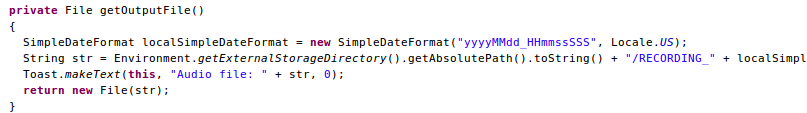 private File getOutputFile()
{
  SimpleDateFormat localSimpleDateFormat = new SimpleDateFormat("yyyyMMdd_HHmmssSSS", Locale.US);
  String str = Environment.getExternalStorageDirectory().getAbsolutePath().toString() + "/RECORDING_" + localSimpl
  Toast.makeText(this, "Audio file: " + str, 0);
  return new File(str);
}